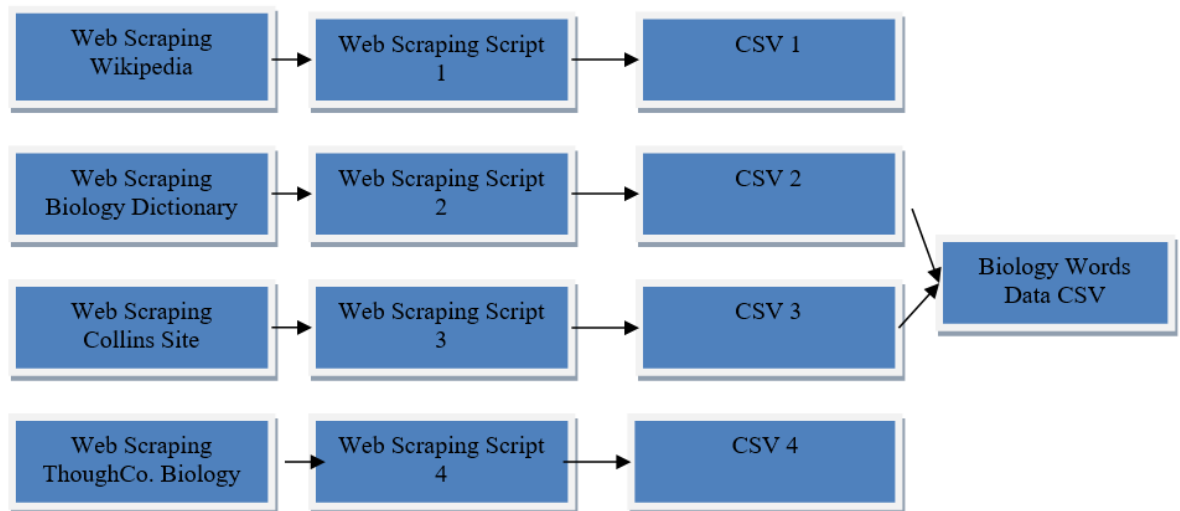 Web Scraping
Wikipedia
Web Scraping Script
1
CSV 1
Web Scraping
Biology Dictionary
Web Scraping Script
2
CSV 2
Web Scraping
Collins Site
Web Scraping Script
3
CSV 3
Biology Words
Data CSV
Web Scraping
ThoughCo. Biology
Web Scraping Script
4
CSV 4